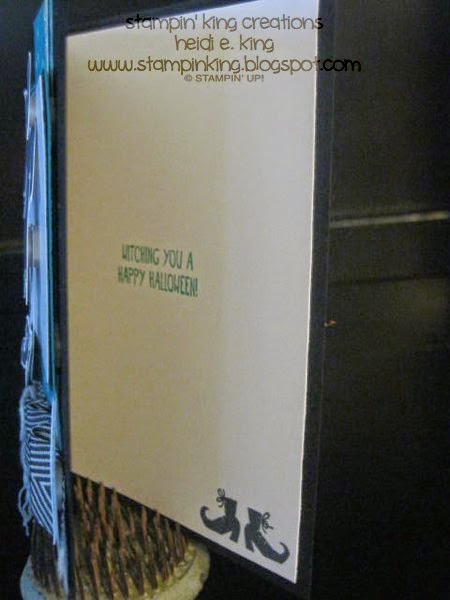 stampin' king creations
heidi e. king
www.stampinking.blogspot.com
© STAMPIN' UP!
WITCHING YOU A
HAPPY HALLOWEEN!